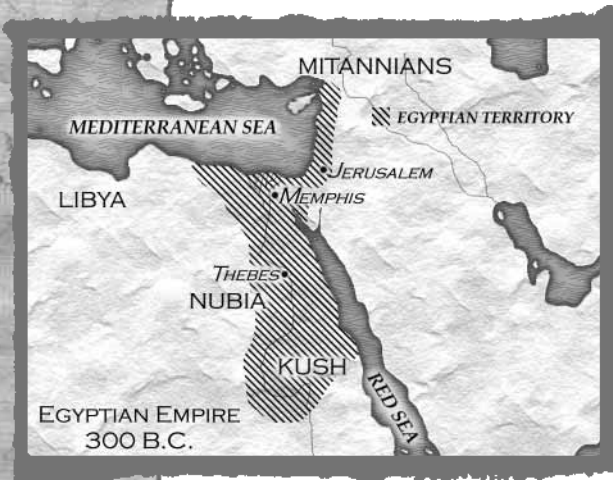 MITANNIANS
EGYPTIAN TERRITORY
MEDITERRANEAN SEA
JERUSALEM
LIBYA
MEMPHIS
THEBES
NUBIA
KUSH
RED SEA
EGYPTIAN EMPIRE
300 B.C.